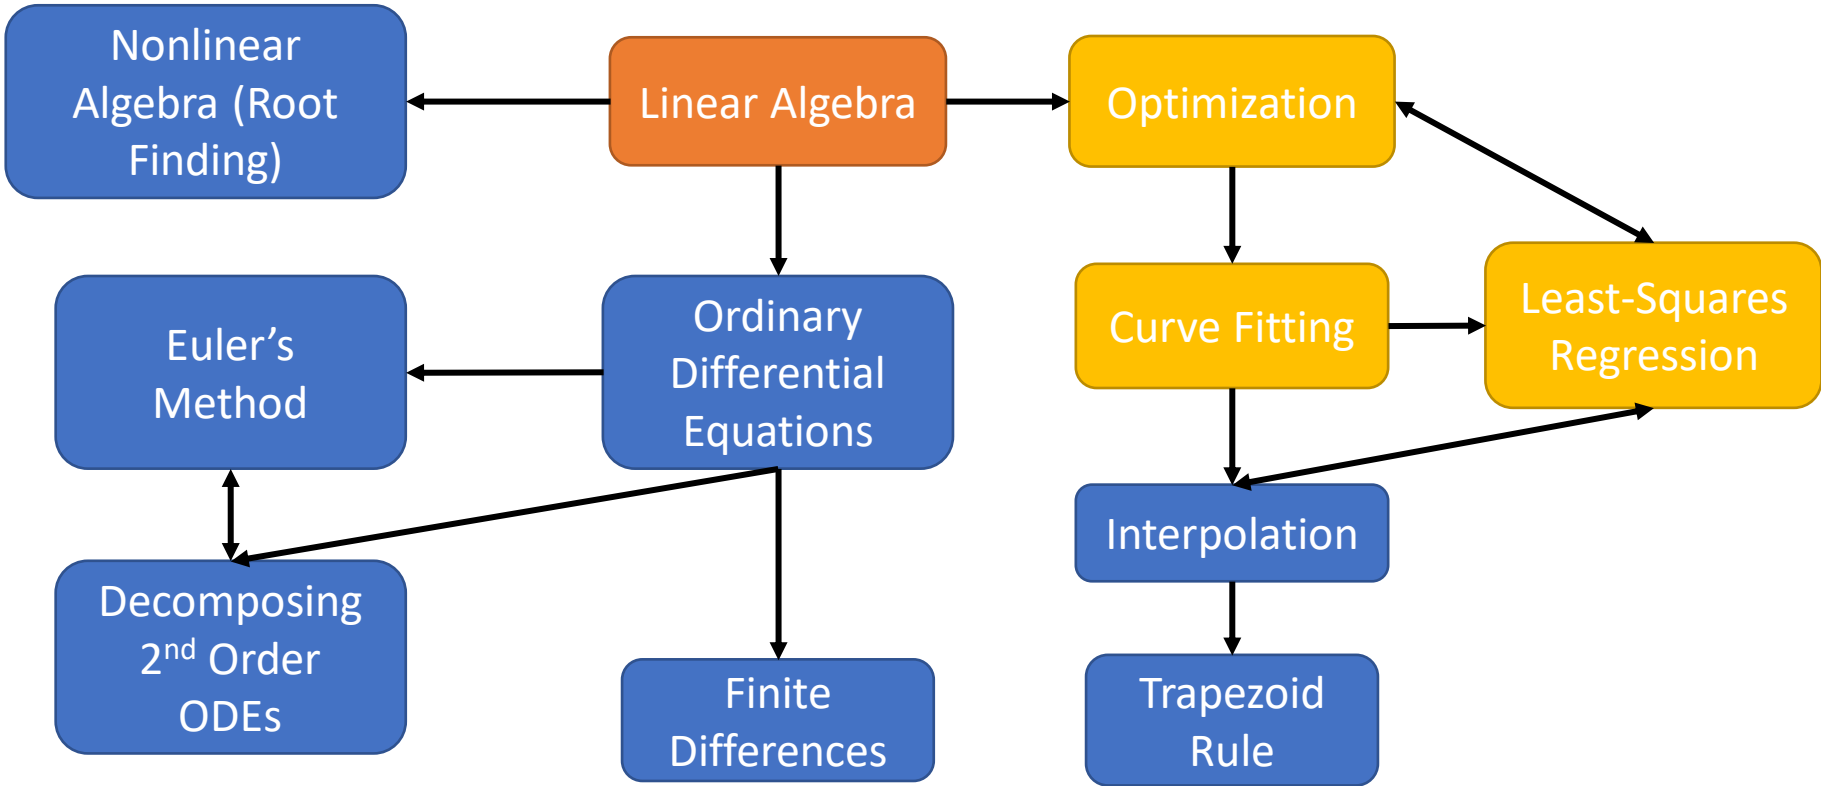 Nonlinear
Algebra (Root
Finding)
Linear Algebra
Optimization
Euler’s
Method
Ordinary
Differential
Equations
Curve Fitting
Least-Squares
Regression
Decomposing
2nd Order
ODEs
Finite
Differences
Interpolation
Trapezoid
Rule